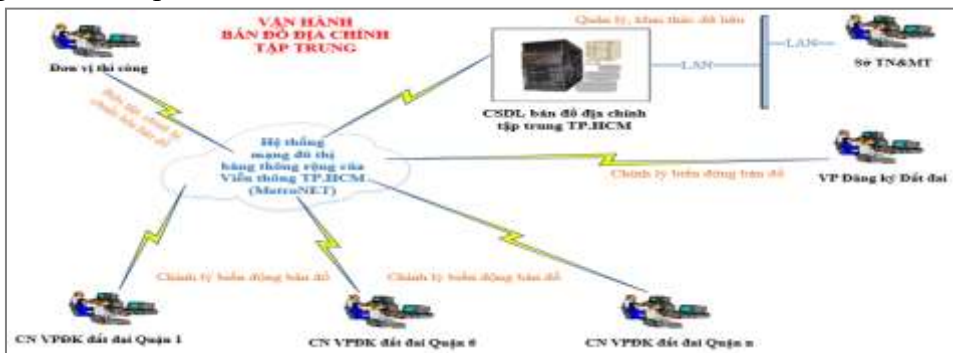 VẬN HÀNH
BẢN ĐỒ ĐỊA CHÍNH
TẬP TRUNG
Quản lý, khai thác dữ liệu
Đơn vị thi công
LAN
LAN
Sở TN&MT
CSDL bản đồ địa chính
tập trung TP.HCM
Hệ thống
mạng đô thị
băng thông rộng của
Viễn thông TP.HCM
(MetroNET)
Chỉnh lý biến động bản đồ
VP Đăng ký Đất đai
Chỉnh lý biến động bản đồ
Chỉnh lý biến động bản đồ
CN VPĐK đất đai Quận 1
CN VPĐK đất đai Quận 6
CN VPĐK đất đai Quận n